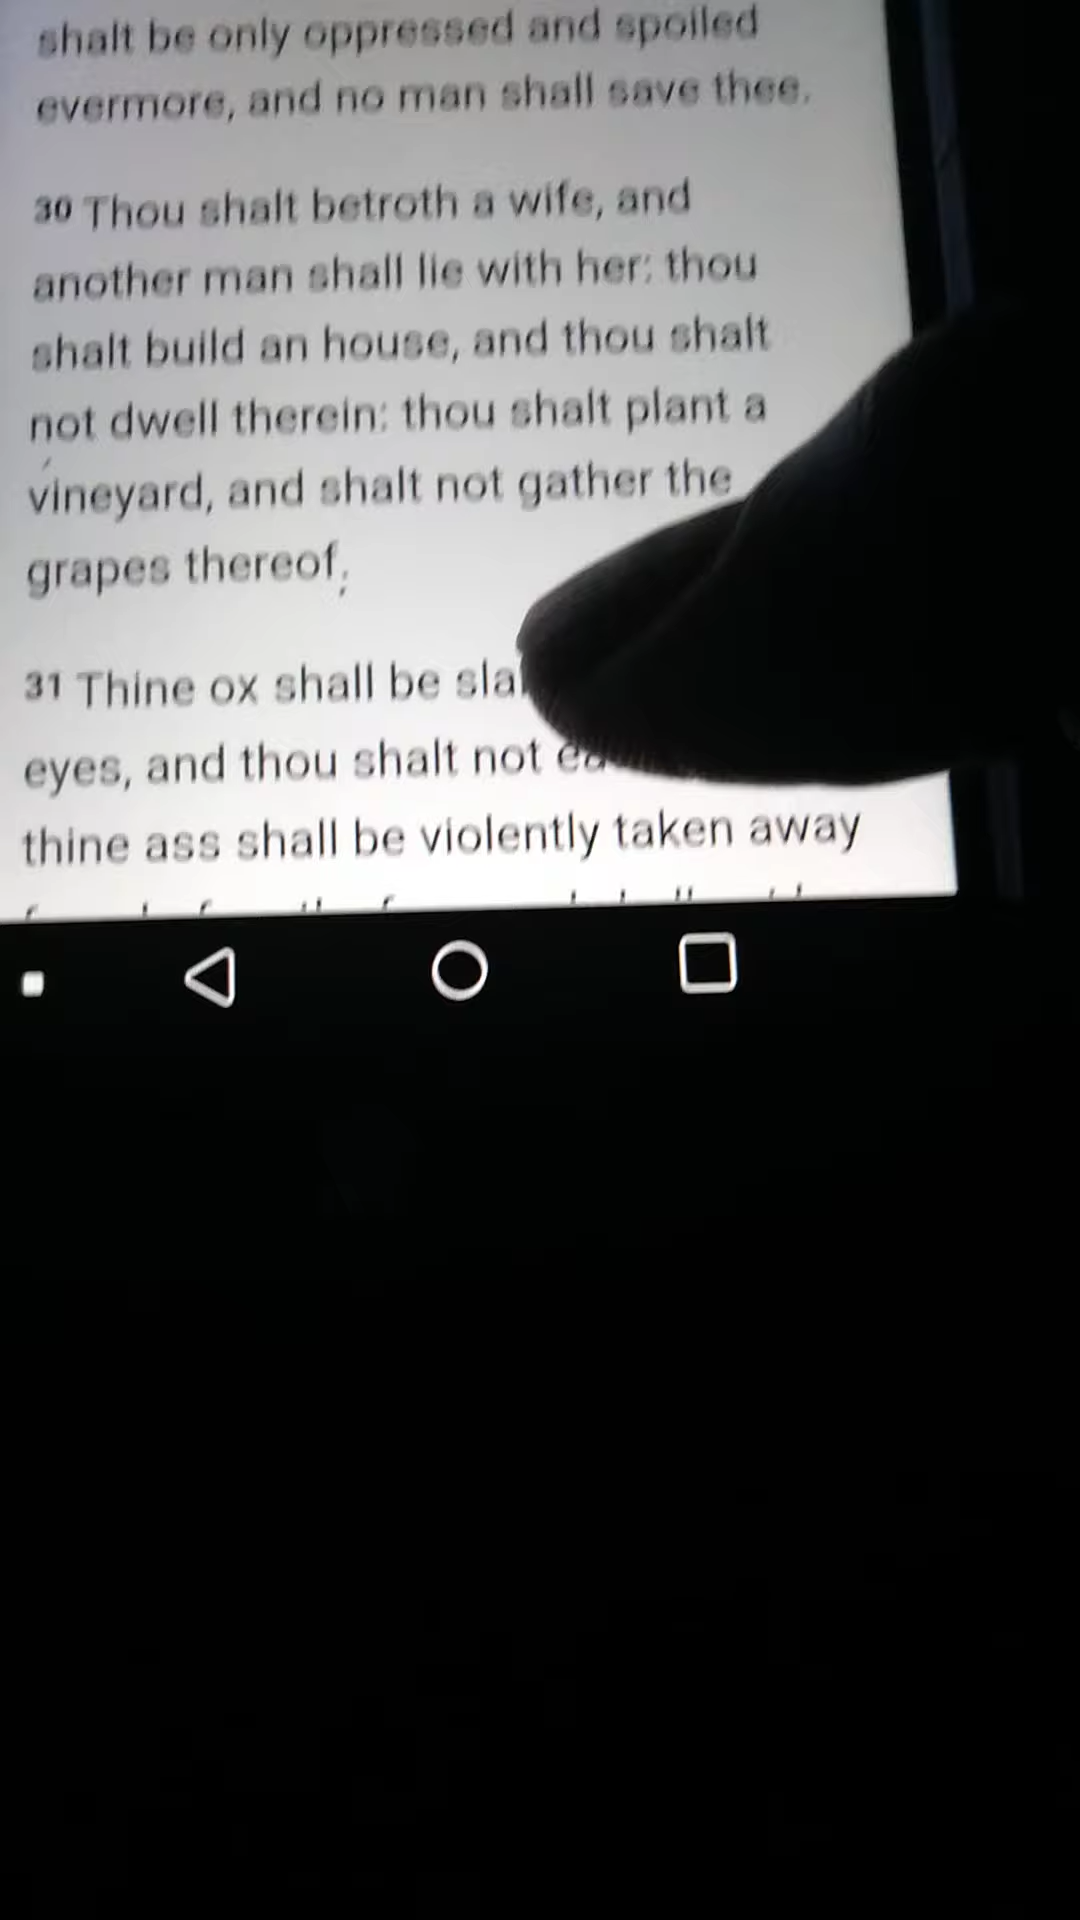 shalt be only oppressed and spoiled
evermore, and no man shall save thee.
30 Thou shalt betroth a wife, and
another man shall lie with her: thou
shalt build an house, and thou shalt
not dwell therein: thou shalt plant a
vineyard, and shalt not gather the
grapes thereof.
31 Thine ox shall be
eyes, and thou shalt not
thine ass shall be violently taken away